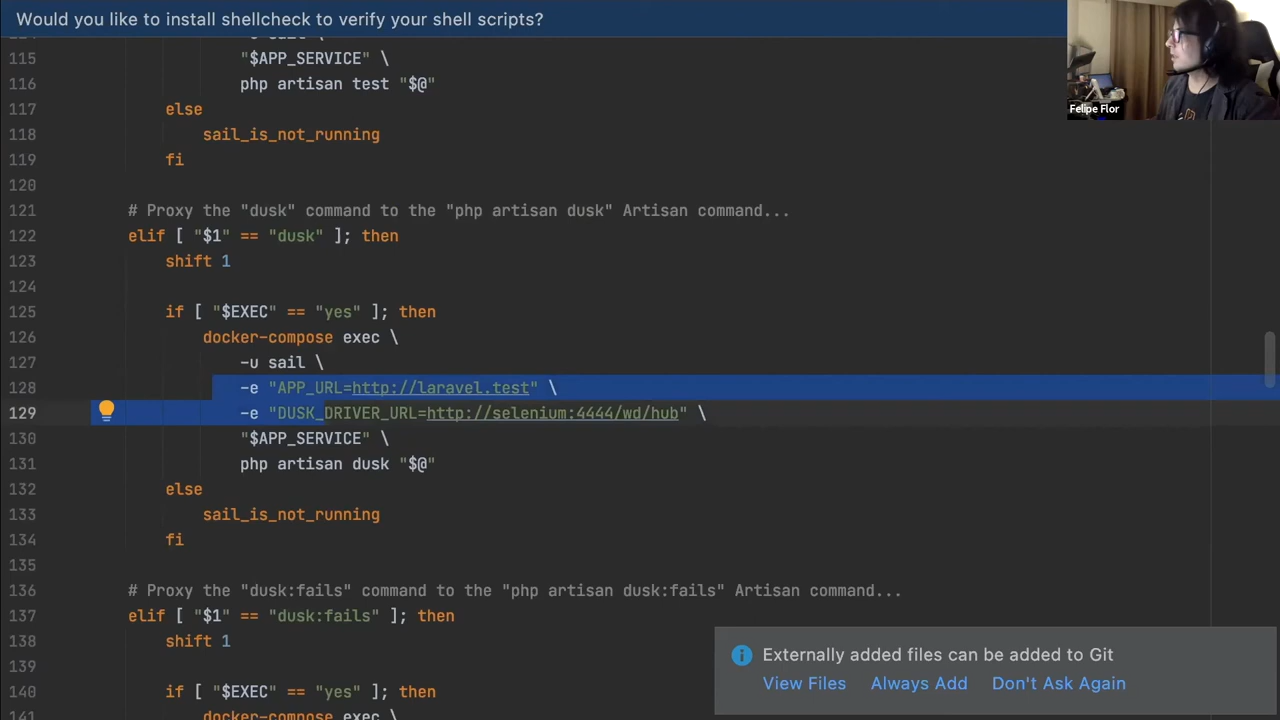 Would you like to install shellcheck to verify your shell scripts?
115 "$APP_SERVICE" \
116 php artisan test "$@"
117 else
118 sail_is_not_running
119 fi
120
121 # Proxy the "dusk" command to the "php artisan dusk" Artisan command...
122 elif [ "$1" == "dusk" ]; then
123 shift 1
124
125 if [ "$EXEC" == "yes" ]; then
126 docker-compose exec \
127 -u sail \
128 -e "APP_URL=http://laravel.test" \
129 -e "DUSK_DRIVER_URL=http://selenium:4444/wd/hub" \
130 "$APP_SERVICE" \
131 php artisan dusk "$@"
132 else
133 sail_is_not_running
134 fi
135
136 # Proxy the "dusk:fails" command to the "php artisan dusk:fails" Artisan command...
137 elif [ "$1" == "dusk:fails" ]; then
138 shift 1
139
140 if [ "$EXEC" == "yes" ]; then
docker-compose exec \
Felipe Flor
Externally added files can be added to Git
View Files Always Add Don't Ask Again